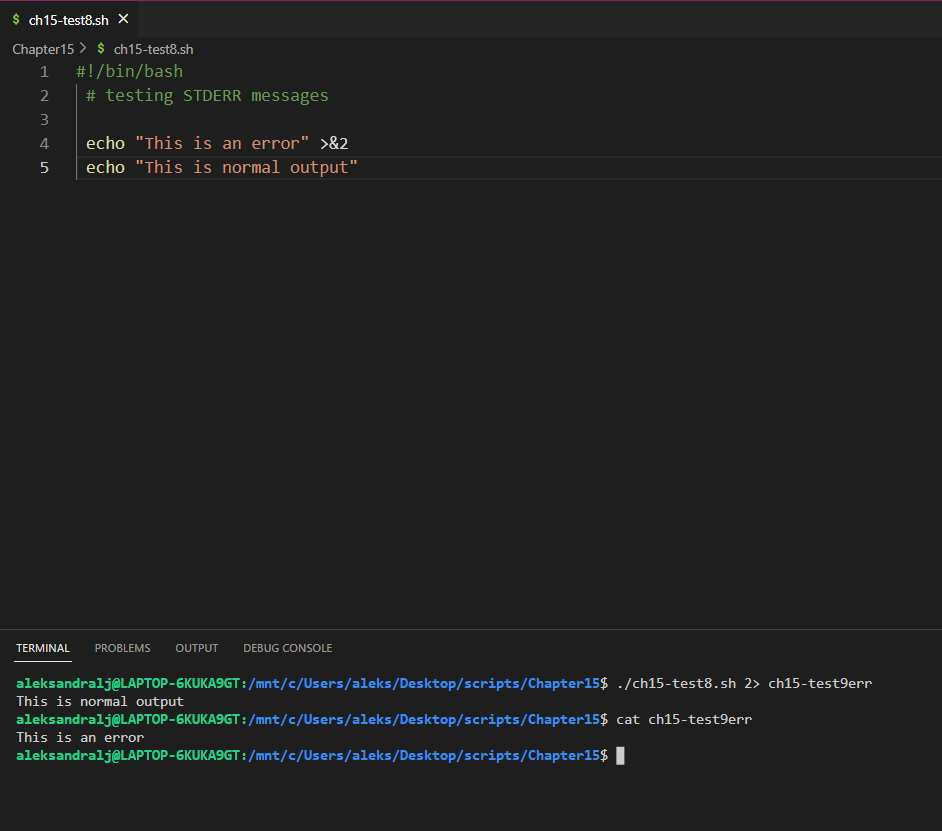 $ ch15-test8.sh ×
Chapter15 > $ ch15-test8.sh
1 #!/bin/bash
2 # testing STDERR messages
3
4 echo "This is an error" >&2
5 echo "This is normal output"
TERMINAL PROBLEMS OUTPUT DEBUG CONSOLE
aleksandralj@LAPTOP-6KUKA9GT:/mnt/c/Users/aleks/Desktop/scripts/Chapter15$ ./ch15-test8.sh 2> ch15-test9err
This is normal output
aleksandralj@LAPTOP-6KUKA9GT:/mnt/c/Users/aleks/Desktop/scripts/Chapter15$ cat ch15-test9err
This is an error
aleksandralj@LAPTOP-6KUKA9GT:/mnt/c/Users/aleks/Desktop/scripts/Chapter15$